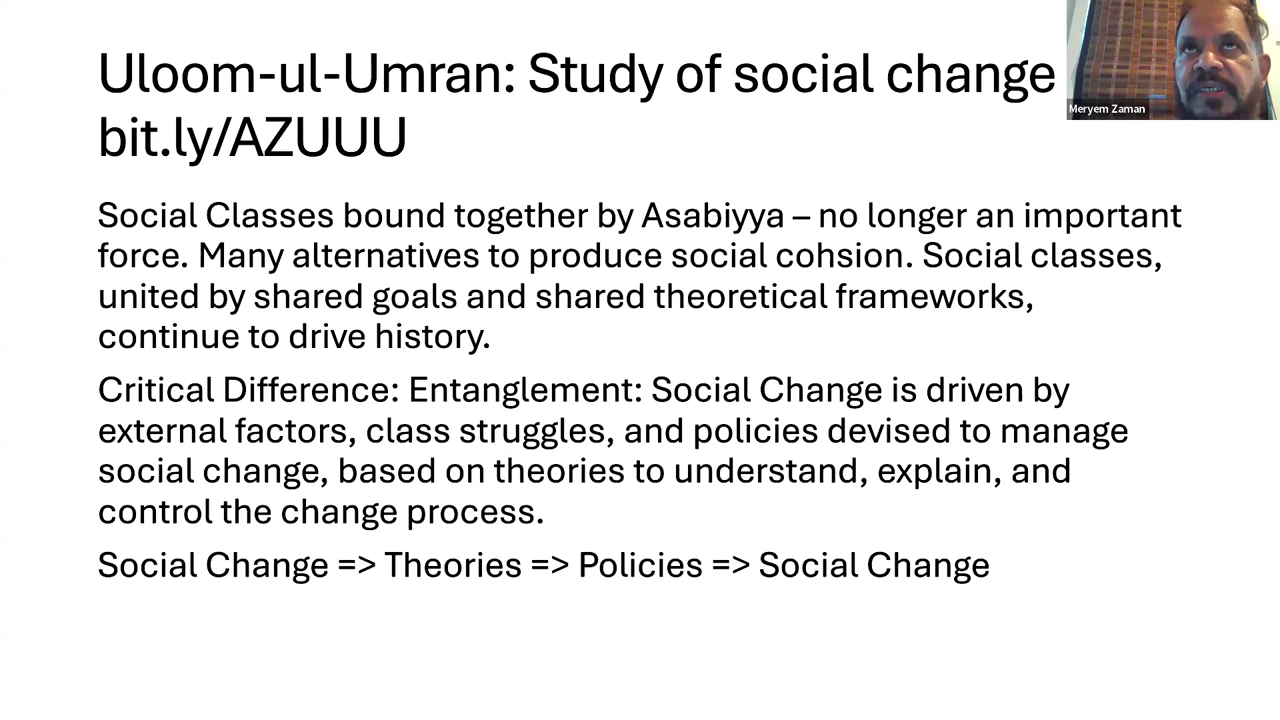 Uloom-ul-Umran: Study of social change
bit.ly/AZUUU
Meryem Zaman
Social Classes bound together by Asabiyya – no longer an important
force. Many alternatives to produce social cohsion. Social classes,
united by shared goals and shared theoretical frameworks,
continue to drive history.
Critical Difference: Entanglement: Social Change is driven by
external factors, class struggles, and policies devised to manage
social change, based on theories to understand, explain, and
control the change process.
Social Change => Theories => Policies => Social Change